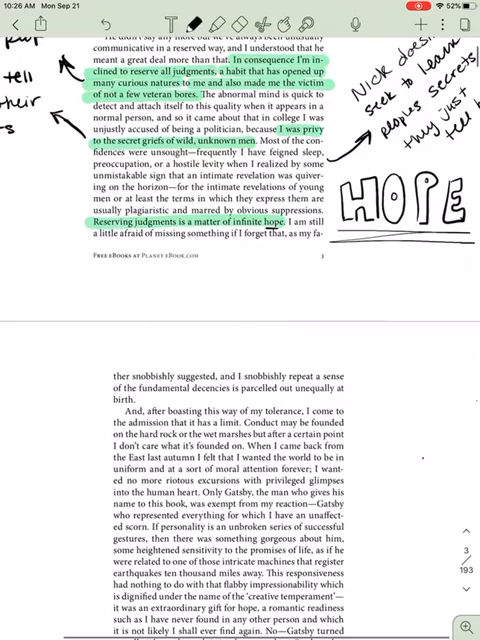 10:26 AM Mon Sep 21
52%
He didn't say any more but we've always been unusually
communicative in a reserved way, and I understood that he
meant a great deal more than that. In consequence I'm in-
clined to reserve all judgments, a habit that has opened up
many curious natures to me and also made me the victim
of not a few veteran bores. The abnormal mind is quick to
detect and attach itself to this quality when it appears in a
normal person, and so it came about that in college I was
unjustly accused of being a politician, because I was privy
to the secret griefs of wild, unknown men. Most of the con-
fidences were unsought—frequently I have feigned sleep,
preoccupation, or a hostile levity when I realized by some
unmistakable sign that an intimate revelation was quiver-
ing on the horizon—for the intimate revelations of young
men or at least the terms in which they express them are
usually plagiaristic and marred by obvious suppressions.
Reserving judgments is a matter of infinite hope. I am still
a little afraid of missing something if I forget that, as my fa-
tell
their
Nick
seek to learn
peoples secrets/
they just
tell
HOPE
FREE EBOOKS AT PLANET EBOOK.COM
3
ther snobbishly suggested, and I snobbishly repeat a sense
of the fundamental decencies is parcelled out unequally at
birth.
And, after boasting this way of my tolerance, I come to
the admission that it has a limit. Conduct may be founded
on the hard rock or the wet marshes but after a certain point
I don't care what it's founded on. When I came back from
the East last autumn I felt that I wanted the world to be in
uniform and at a sort of moral attention forever; I want-
ed no more riotous excursions with privileged glimpses
into the human heart. Only Gatsby, the man who gives his
name to this book, was exempt from my reaction—Gatsby
who represented everything for which I have an unaffect-
ed scorn. If personality is an unbroken series of successful
gestures, then there was something gorgeous about him,
some heightened sensitivity to the promises of life, as if he
were related to one of those intricate machines that register
earthquakes ten thousand miles away. This responsiveness
had nothing to do with that flabby impressionability which
is dignified under the name of the 'creative temperament'—
it was an extraordinary gift for hope, a romantic readiness
such as I have never found in any other person and which
it is not likely I shall ever find again. No—Gatsby turned
3
193